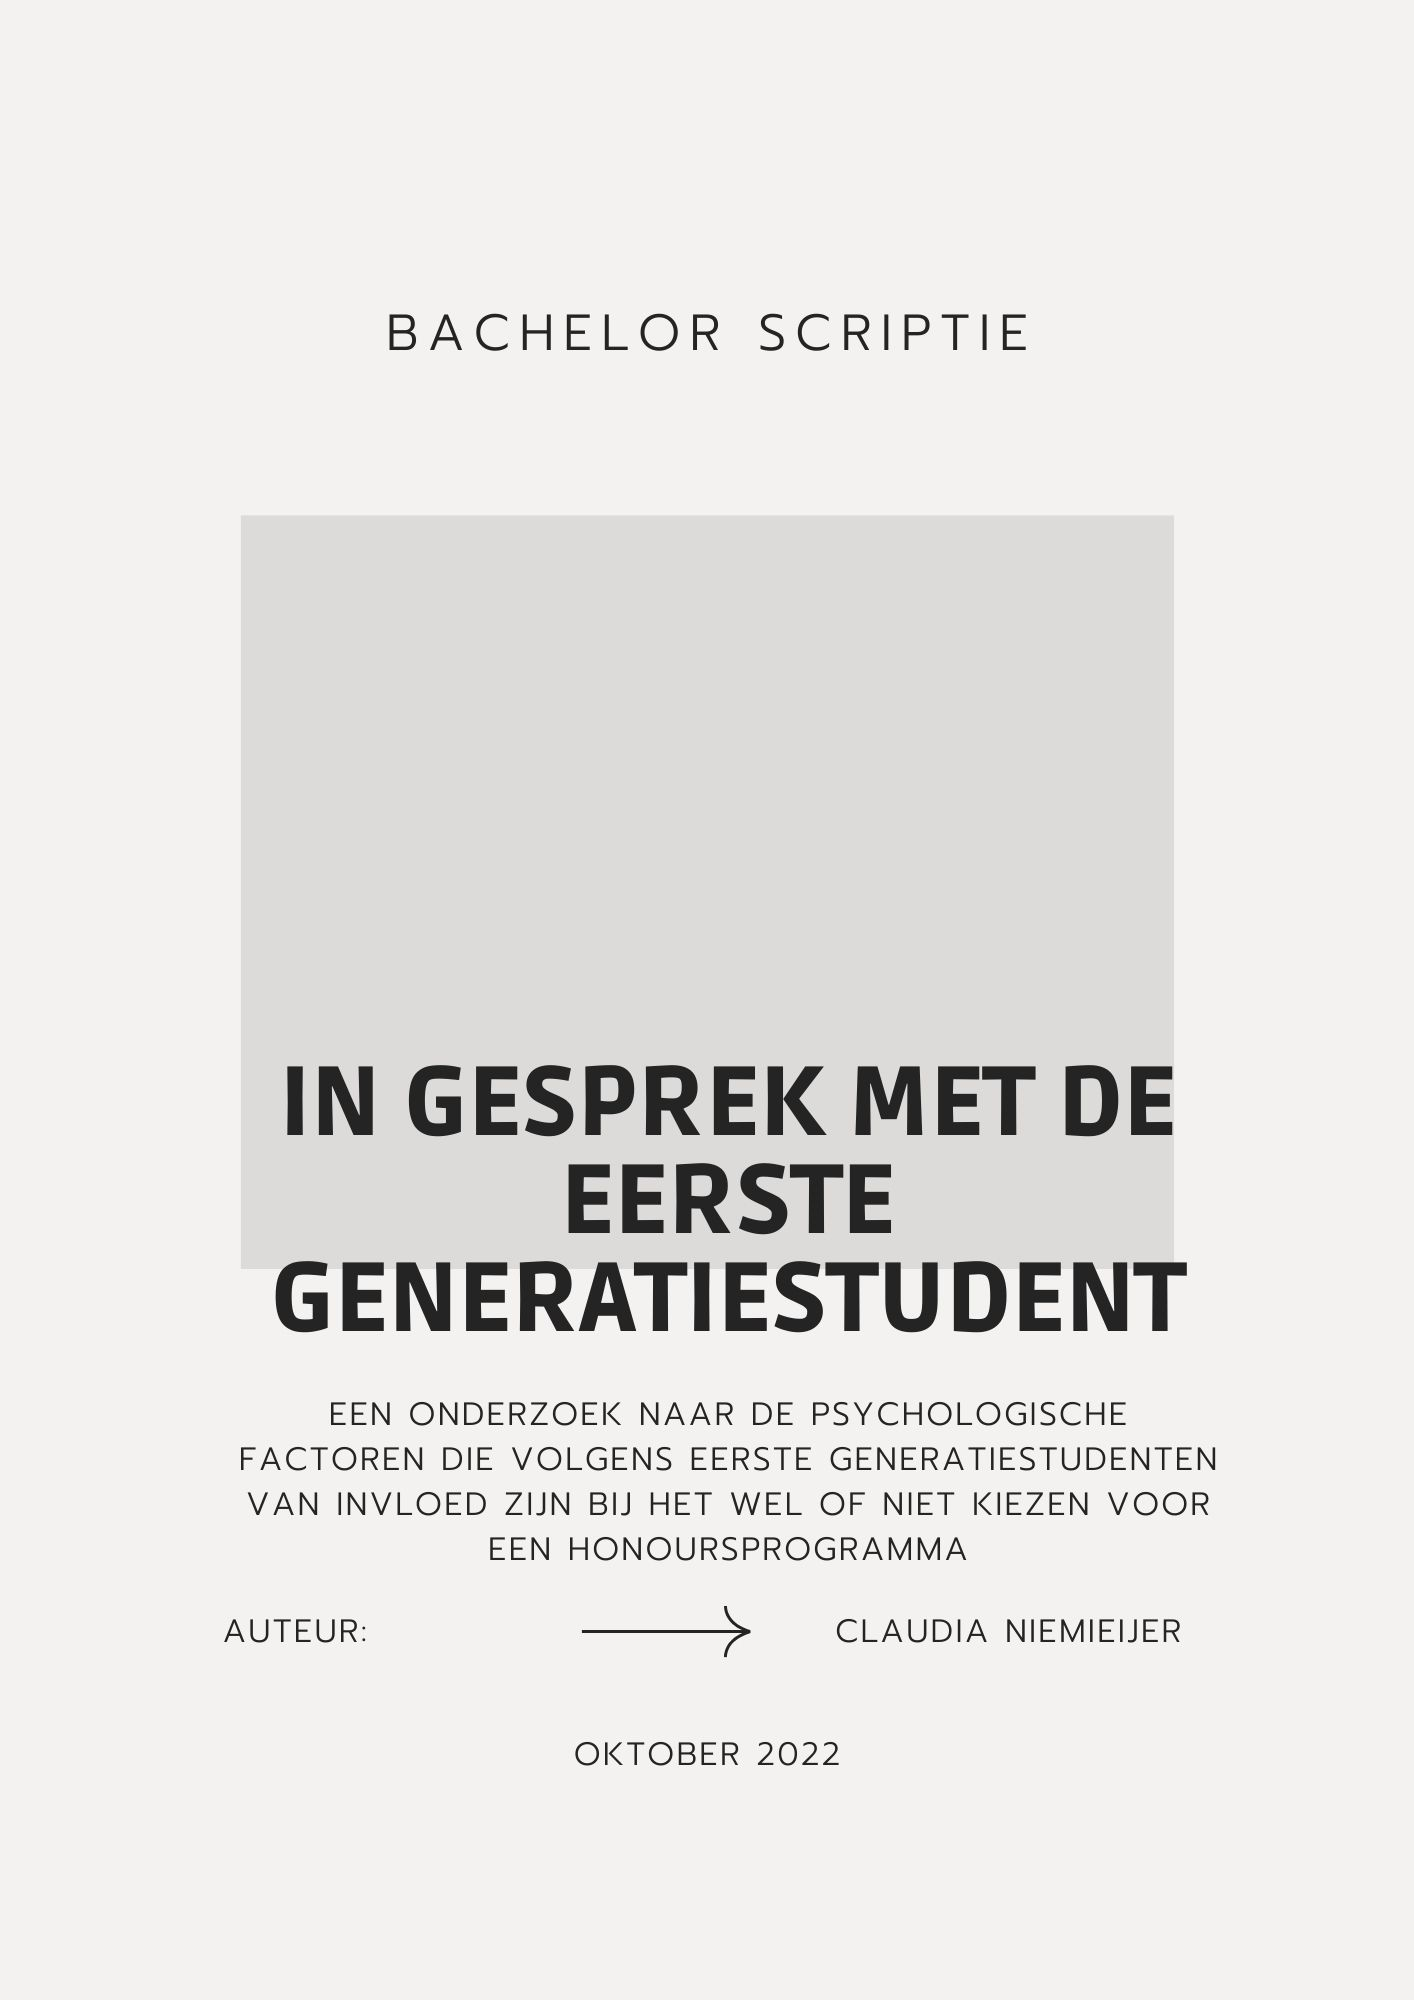 BACHELOR SCRIPTIE
IN GESPREK MET DE
EERSTE
GENERATIESTUDENT
EEN ONDERZOEK NAAR DE PSYCHOLOGISCHE
FACTOREN DIE VOLGENS EERSTE GENERATIESTUDENTEN
VAN INVLOED ZIJN BIJ HET WEL OF NIET KIEZEN VOOR
EEN HONOURSPROGRAMMA
AUTEUR: CLAUDIA NIEMIEIJER
OKTOBER 2022